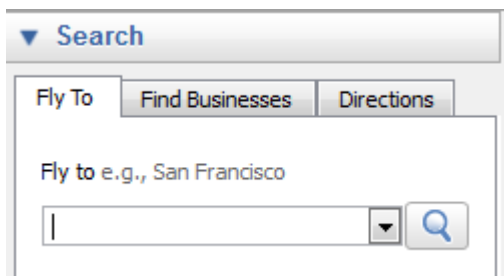 Search
Fly To Find Businesses Directions
Fly to e.g., San Francisco